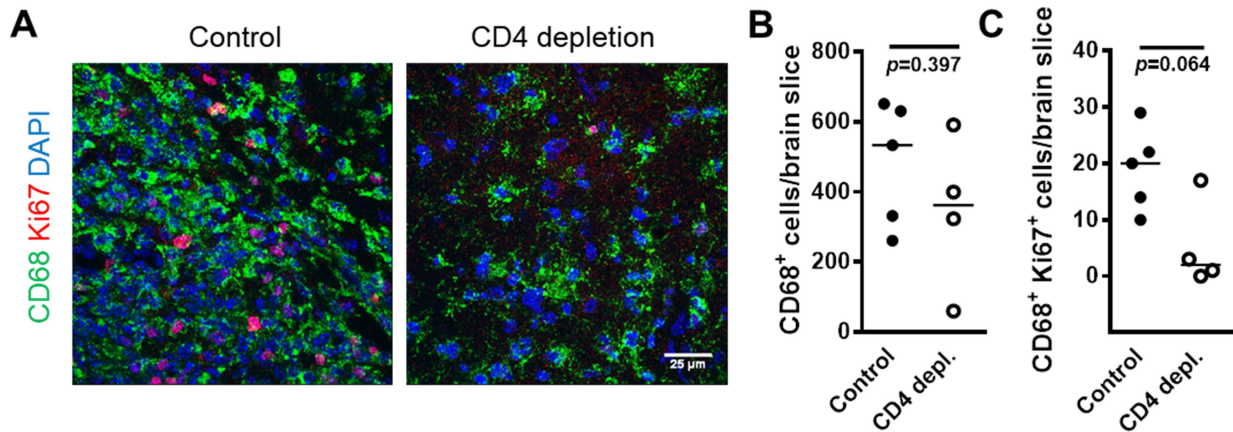 A
Control
CD4 depletion
CD68 Ki67 DAPI
25 µm
B
CD68⁺ cells/brain slice
800
600
400
200
0
p=0.397
Control
CD4 depl.
C
CD68⁺ Ki67⁺ cells/brain slice
40
30
20
10
0
p=0.064
Control
CD4 depl.